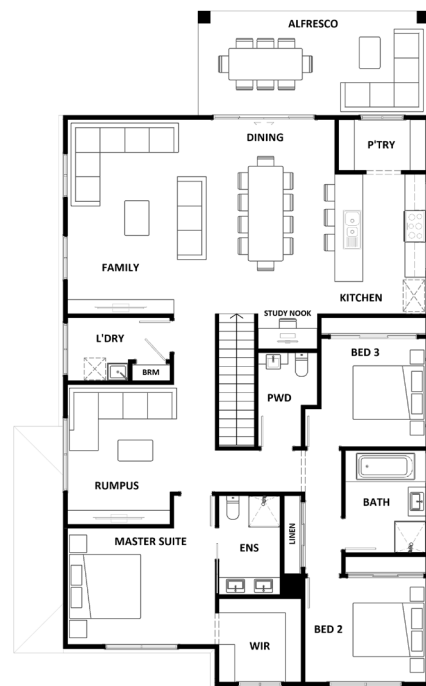 ALFRESCO
DINING
P'TRY
FAMILY
KITCHEN
STUDY NOOK
L'DRY
BED 3
BRM
PWD
RUMPUS
BATH
MASTER SUITE
ENS
LINEN
BED 2
WIR